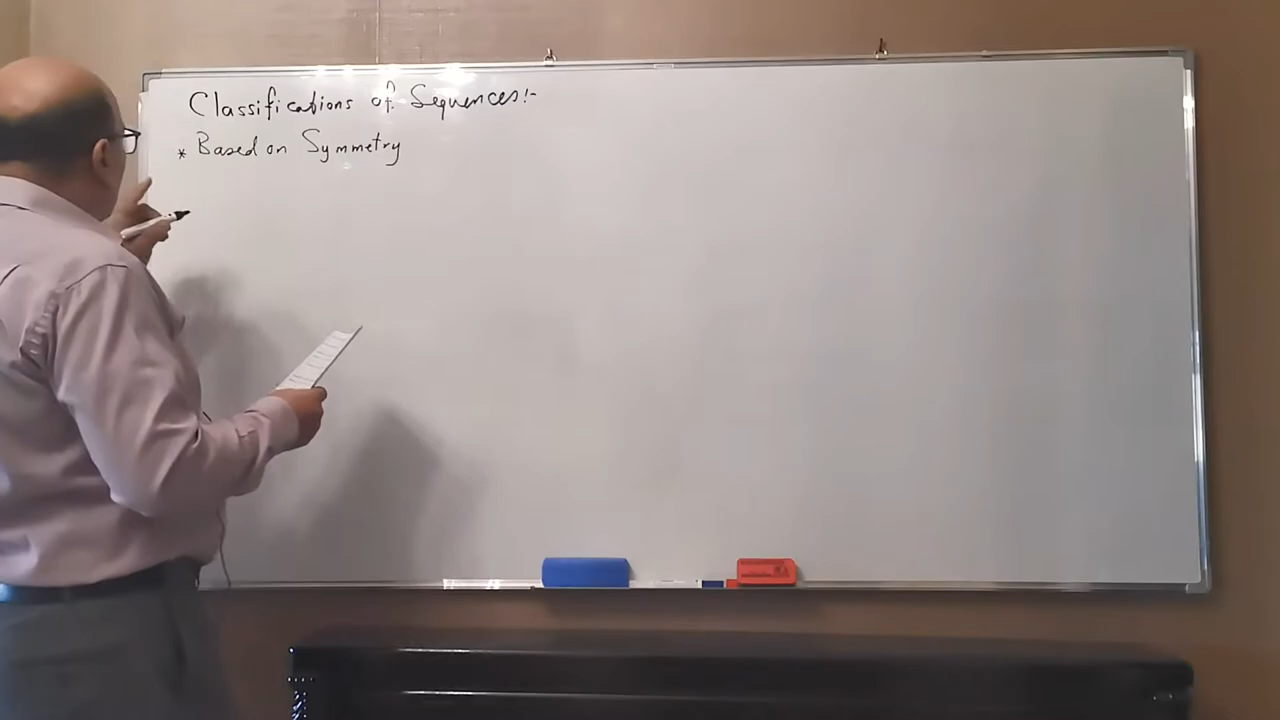 Classifications of Sequences:-
* Based on Symmetry